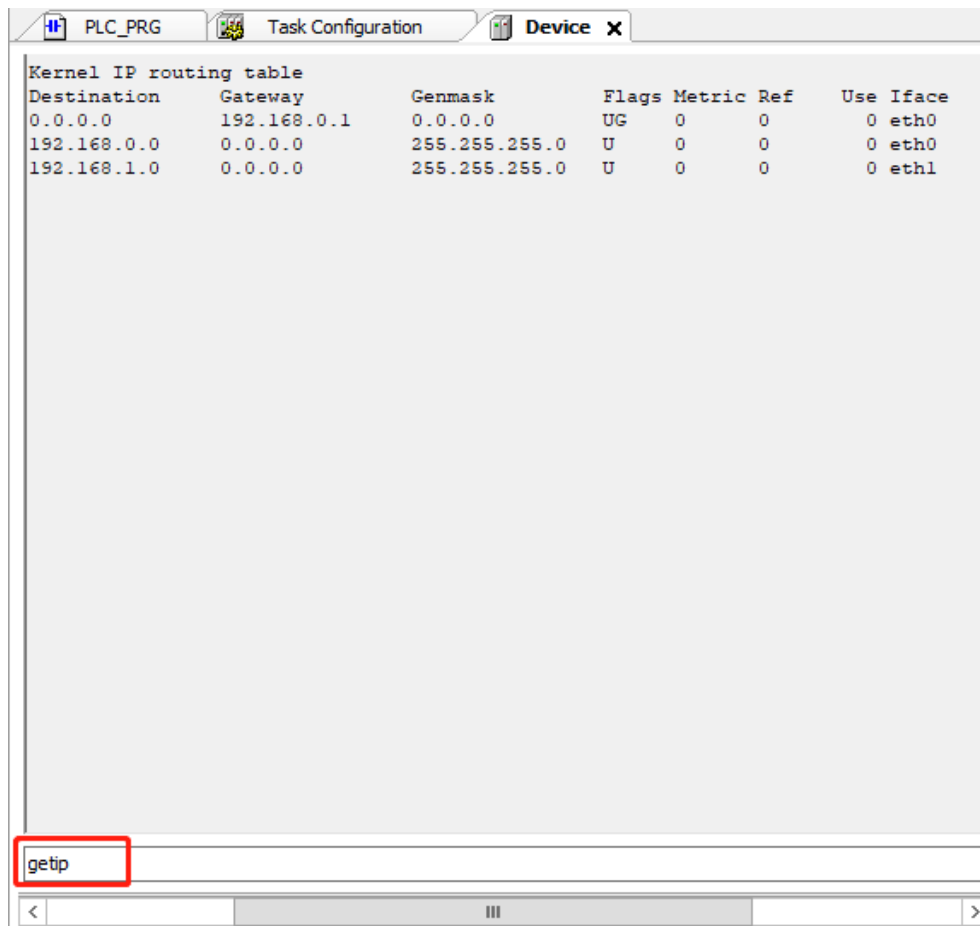 PLC_PRG Task Configuration Device
Kernel IP routing table
Destination Gateway Genmask Flags Metric Ref Use Iface
0.0.0.0 192.168.0.1 0.0.0.0 UG 0 0 0 eth0
192.168.0.0 0.0.0.0 255.255.255.0 U 0 0 0 eth0
192.168.1.0 0.0.0.0 255.255.255.0 U 0 0 0 eth1
getip